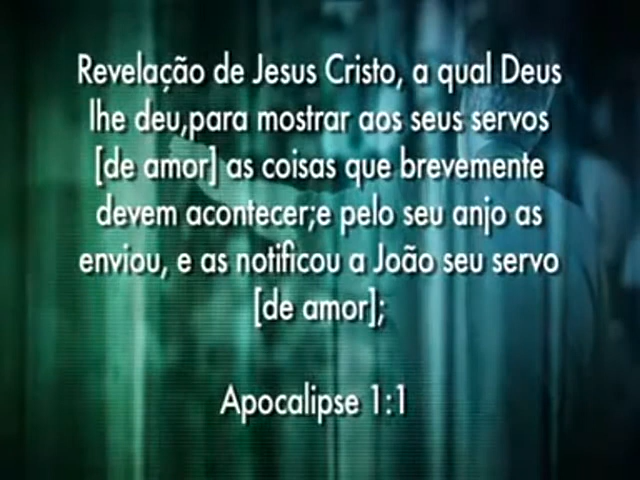 Revelação de Jesus Cristo, a qual Deus
lhe deu,para mostrar aos seus servos
[de amor] as coisas que brevemente
devem acontecer;e pelo seu anjo as
enviou, e as notificou a João seu servo
[de amor];
Apocalipse 1:1